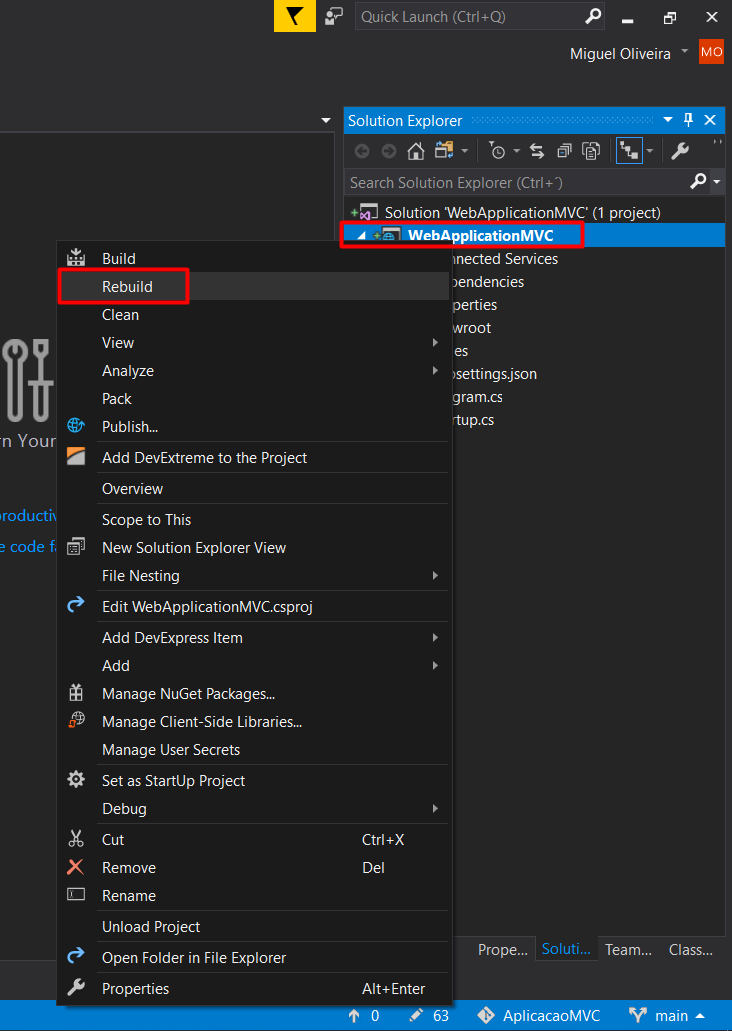 Quick Launch (Ctrl+Q)
Miguel Oliveira
MO
Solution Explorer
Search Solution Explorer (Ctrl+´)
Solution 'WebApplicationMVC' (1 project)
WebApplicationMVC
nnected Services
pendencies
perties
wroot
es
psettings.json
gram.cs
rtup.cs
rn Your
productiv
e code fa
Build
Rebuild
Clean
View
Analyze
Pack
Publish...
Add DevExtreme to the Project
Overview
Scope to This
New Solution Explorer View
File Nesting
Edit WebApplicationMVC.csproj
Add DevExpress Item
Add
Manage NuGet Packages...
Manage Client-Side Libraries...
Manage User Secrets
Set as StartUp Project
Debug
Cut Ctrl+X
Remove Del
Rename
Unload Project
Open Folder in File Explorer
Properties Alt+Enter
Prope... Soluti... Team... Class...
0 63 AplicacaoMVC main